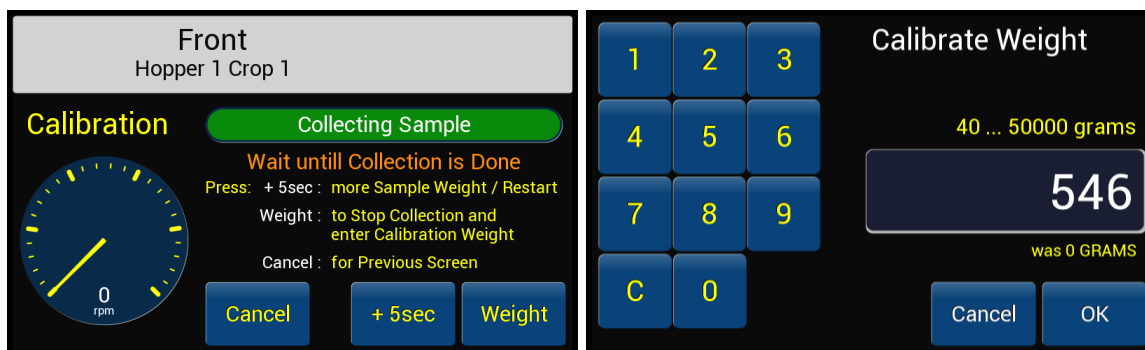 Front
Hopper 1 Crop 1
Calibration
Collecting Sample
Wait untill Collection is Done
Press: + 5sec : more Sample Weight / Restart
Weight : to Stop Collection and
enter Calibration Weight
Cancel : for Previous Screen
0
rpm
Cancel
+ 5sec
Weight
1 2 3
4 5 6
7 8 9
C 0
Calibrate Weight
40 ... 50000 grams
546
was 0 GRAMS
Cancel
OK